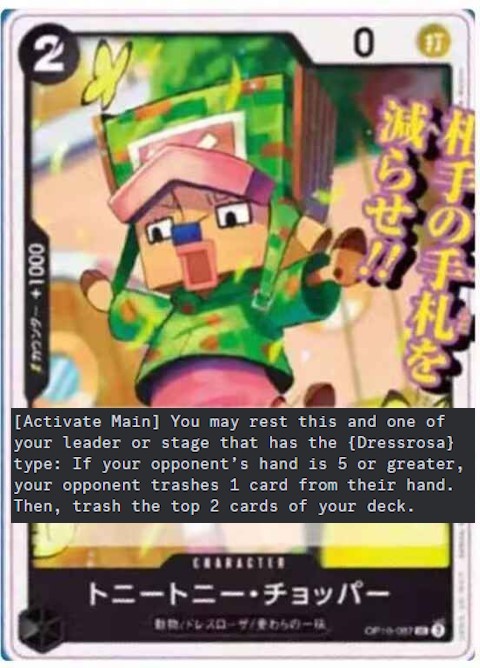 2
0
打
相手の手札を
減らせ!!
カウンター +1000
[Activate Main] You may rest this and one of
your leader or stage that has the {Dressrosa}
type: If your opponent's hand is 5 or greater,
your opponent trashes 1 card from their hand.
Then, trash the top 2 cards of your deck.
CHARACTER
トニートニー・チョッパー
動物/ドレスローザ/麦わらの一味